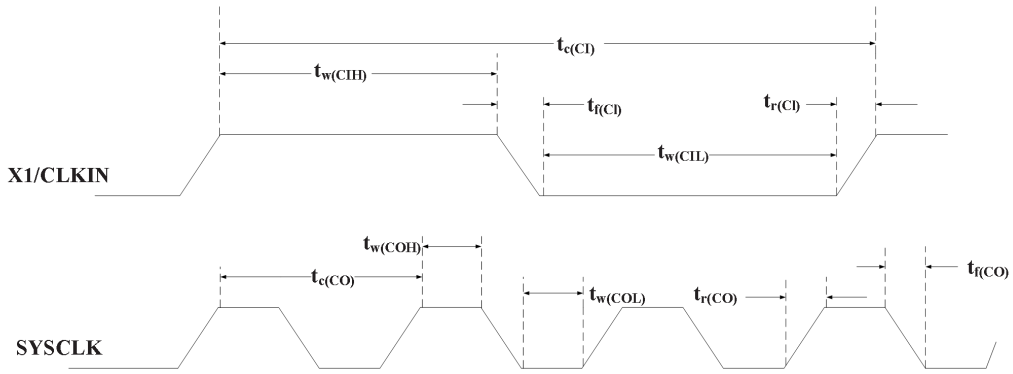 tc(CI)
tw(CIH)
tf(CI)
tr(CI)
tw(CIL)
X1/CLKIN
tw(COH)
tc(CO)
tw(COL)
tr(CO)
tf(CO)
SYSCLK